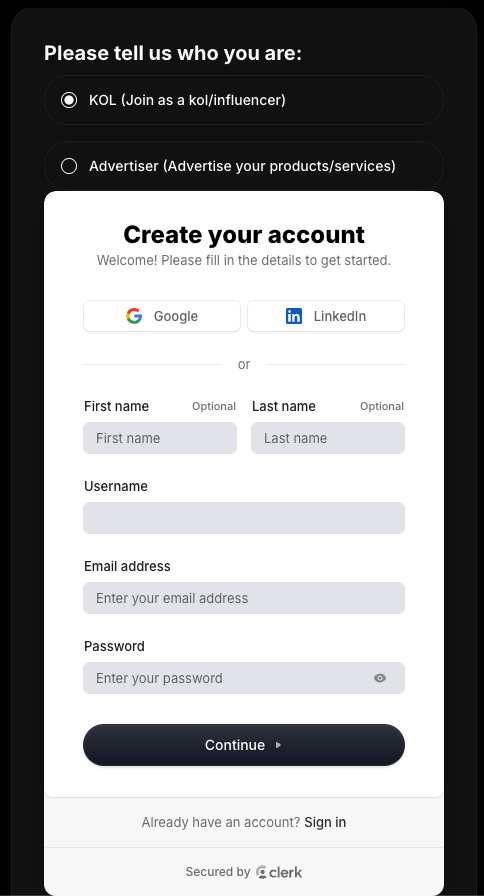 Please tell us who you are:
KOL (Join as a kol/influencer)
Advertiser (Advertise your products/services)
Create your account
Welcome! Please fill in the details to get started.
Google LinkedIn
or
First name Optional Last name Optional
First name Last name
Username
Email address
Enter your email address
Password
Enter your password
Continue
Already have an account? Sign in
Secured by clerk